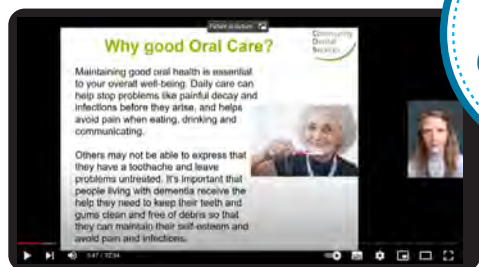 Picture in picture
Community
Dental
Services
Why good Oral Care?
Maintaining good oral health is essential
to your overall well-being. Daily care can
help stop problems like painful decay and
infections before they arise, and helps
avoid pain when eating, drinking and
communicating.
Others may not be able to express that
they have a toothache and leave
problems untreated. It's important that
people living with dementia receive the
help they need to keep their teeth and
gums clean and free of debris so that
they can maintain their self-esteem and
avoid pain and infections.